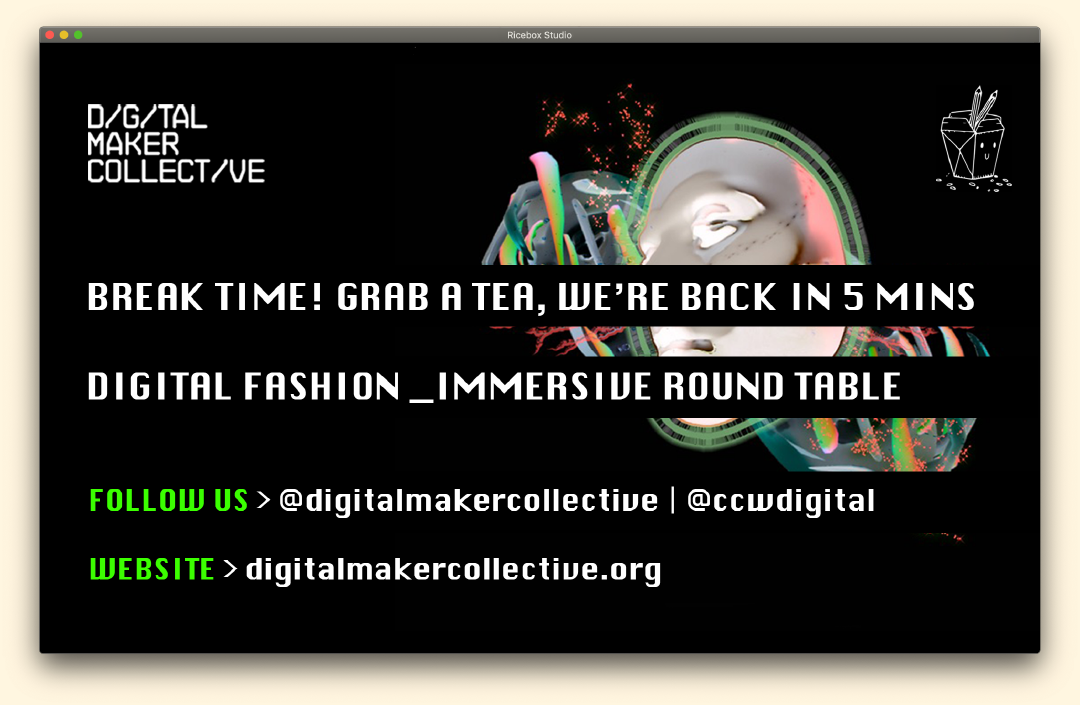 Ricebox Studio
D/G/TAL
MAKER
COLLECT/VE
BREAK TIME! GRAB A TEA, WE'RE BACK IN 5 MINS
DIGITAL FASHION _IMMERSIVE ROUND TABLE
FOLLOW US > @digitalmakercollective | @ccwdigital
WEBSITE > digitalmakercollective.org